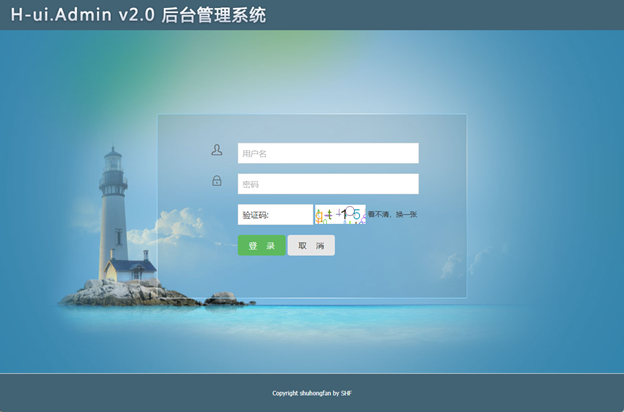 H-ui.Admin v2.0 后台管理系统
用户名
密码
验证码: 看不清，换一张
登 录 取 消
Copyright shuhongfan by SHF